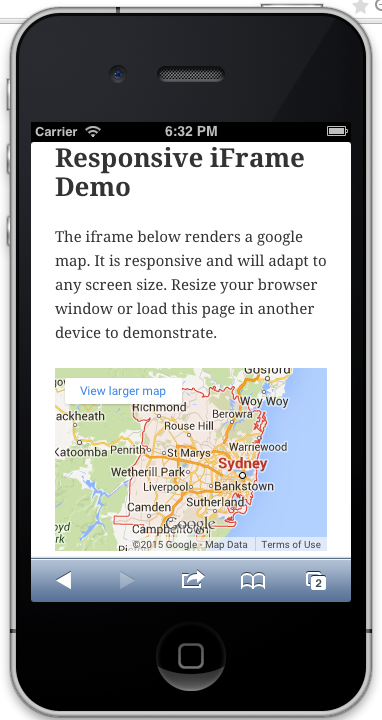 Carrier 6:32 PM
Responsive iFrame
Demo
The iframe below renders a google
map. It is responsive and will adapt to
any screen size. Resize your browser
window or load this page in another
device to demonstrate.
Gosford
View larger map
Woy Woy
Richmond
Berowra
Rouse Hill
Katoomba Penrith St Marys Warriewood
Sydney
Wetherill Park
Liverpool Bankstown
Camden Sutherland
Google
©2015 Google - Map Data Terms of Use
2